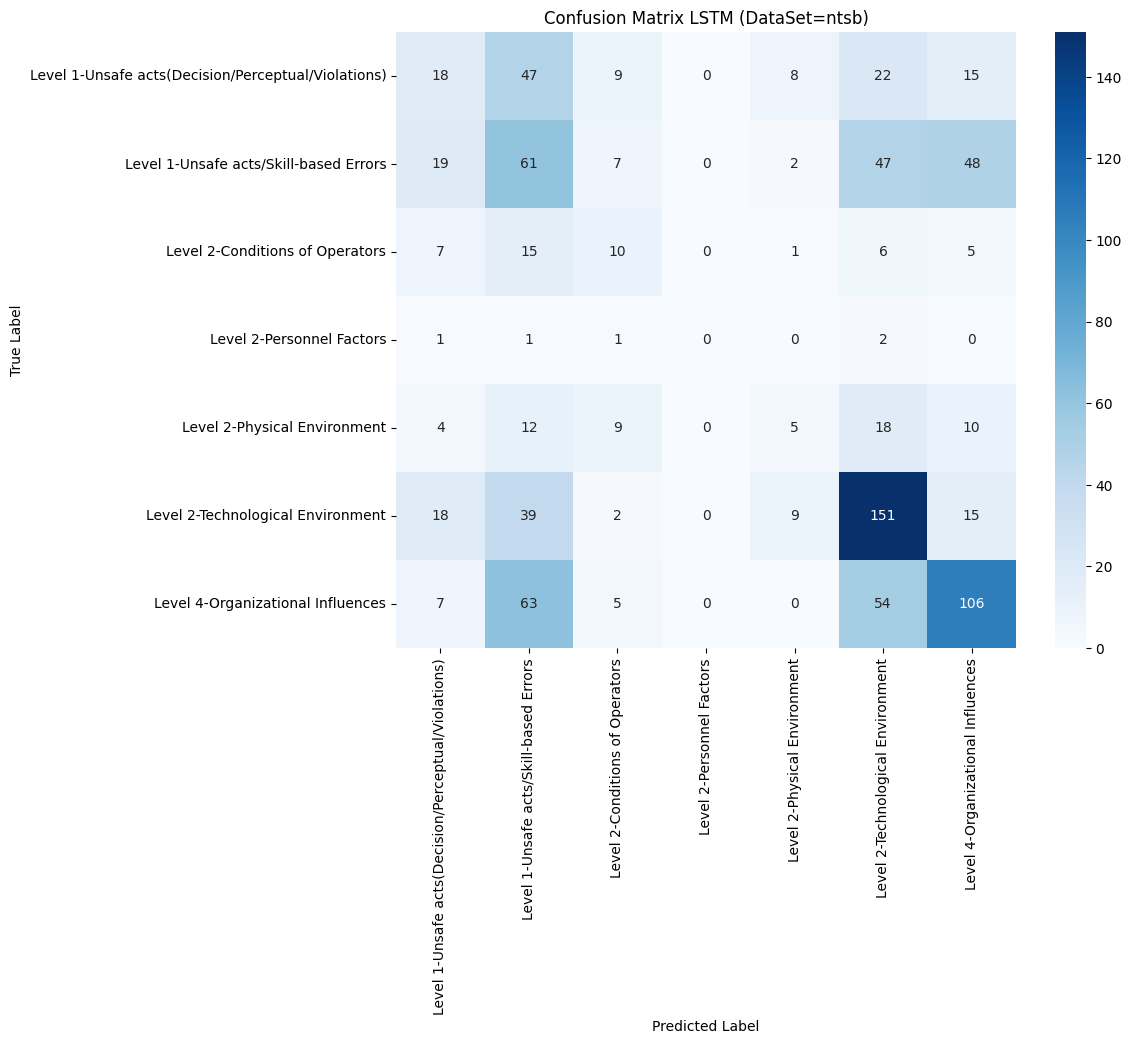 Confusion Matrix LSTM (DataSet=ntsb)
True Label
Level 1-Unsafe acts(Decision/Perceptual/Violations) 18 47 9 0 8 22 15
Level 1-Unsafe acts/Skill-based Errors 19 61 7 0 2 47 48
Level 2-Conditions of Operators 7 15 10 0 1 6 5
Level 2-Personnel Factors 1 1 1 0 0 2 0
Level 2-Physical Environment 4 12 9 0 5 18 10
Level 2-Technological Environment 18 39 2 0 9 151 15
Level 4-Organizational Influences 7 63 5 0 0 54 106
Level 1-Unsafe acts(Decision/Perceptual/Violations)
Level 1-Unsafe acts/Skill-based Errors
Level 2-Conditions of Operators
Level 2-Personnel Factors
Level 2-Physical Environment
Level 2-Technological Environment
Level 4-Organizational Influences
Predicted Label
140
120
100
80
60
40
20
0